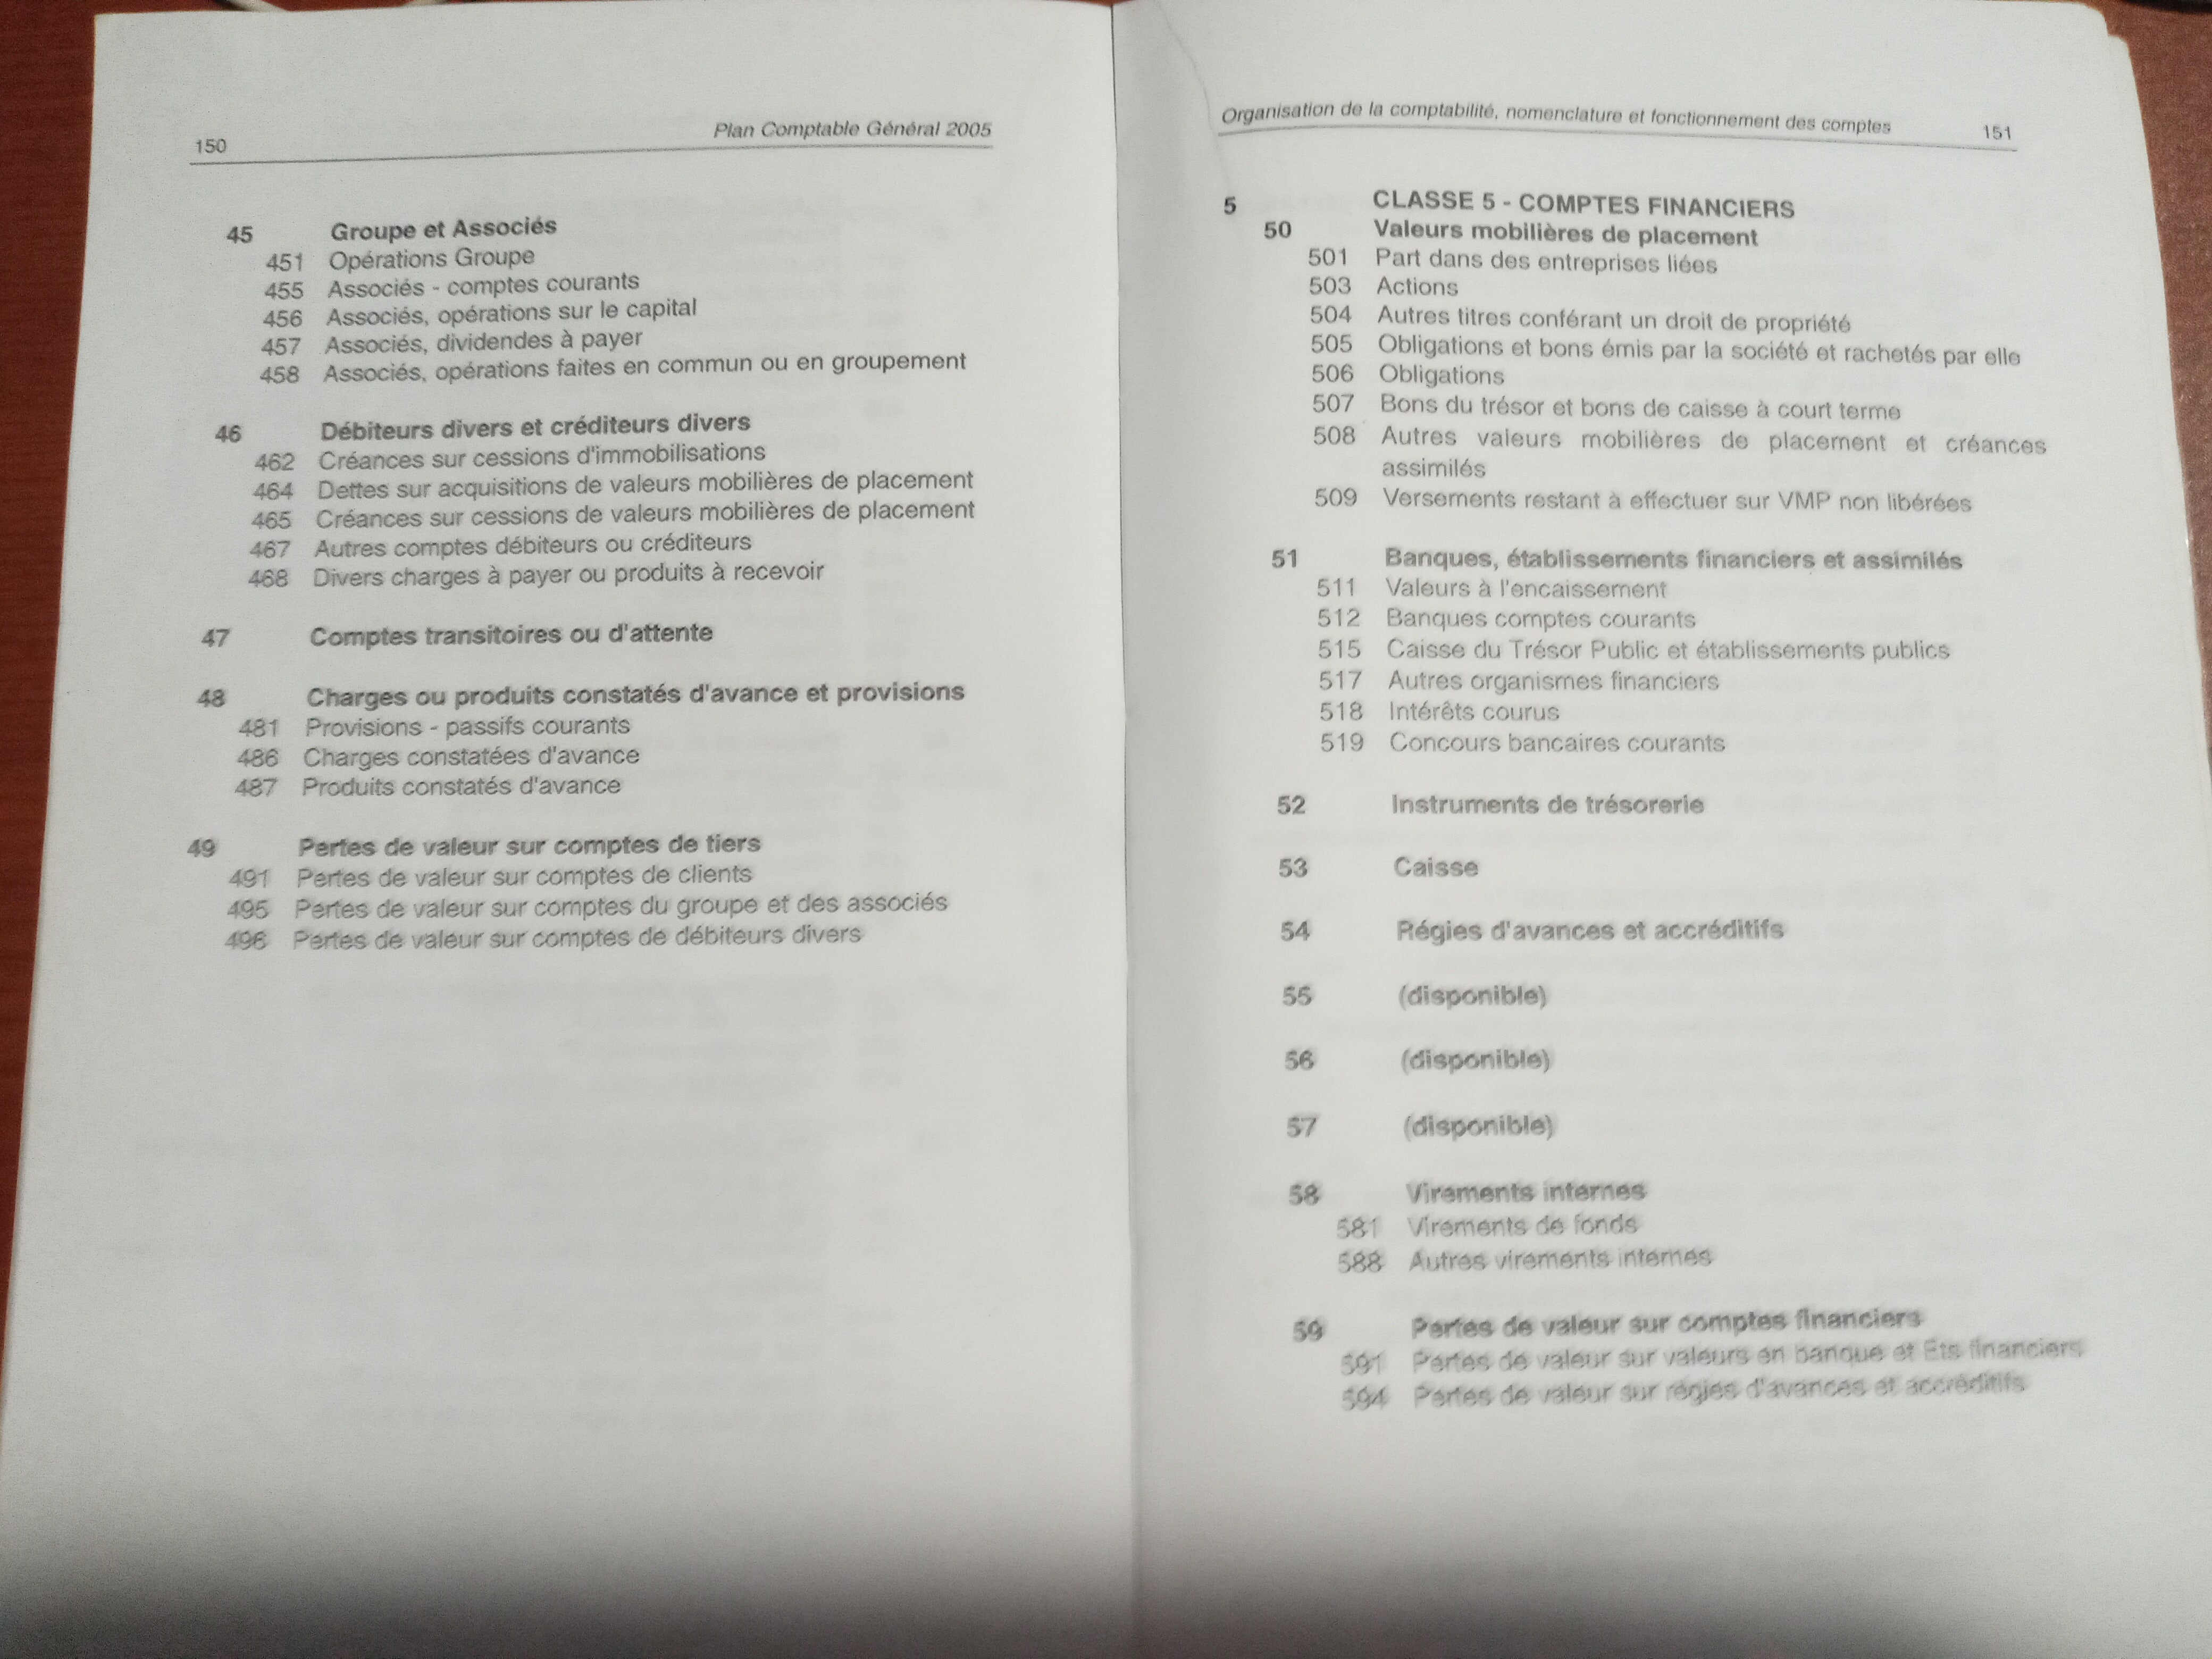 150
Plan Comptable Général 2005
45 Groupe et Associés
451 Opérations Groupe
455 Associés - comptes courants
456 Associés, opérations sur le capital
457 Associés, dividendes à payer
458 Associés, opérations faites en commun ou en groupement
46 Débiteurs divers et créditeurs divers
462 Créances sur cessions d'immobilisations
464 Dettes sur acquisitions de valeurs mobilières de placement
465 Créances sur cessions de valeurs mobilières de placement
467 Autres comptes débiteurs ou créditeurs
468 Divers charges à payer ou produits à recevoir
47 Comptes transitoires ou d'attente
48 Charges ou produits constatés d'avance et provisions
481 Provisions - passifs courants
486 Charges constatées d'avance
487 Produits constatés d'avance
49 Pertes de valeur sur comptes de tiers
491 Pertes de valeur sur comptes de clients
495 Pertes de valeur sur comptes du groupe et des associés
496 Pertes de valeur sur comptes de débiteurs divers
Organisation de la comptabilité, nomenclature et fonctionnement des comptes
151
5 CLASSE 5 - COMPTES FINANCIERS
50 Valeurs mobilières de placement
501 Part dans des entreprises liées
503 Actions
504 Autres titres conférant un droit de propriété
505 Obligations et bons émis par la société et rachetés par elle
506 Obligations
507 Bons du trésor et bons de caisse à court terme
508 Autres valeurs mobilières de placement et créances
assimilés
509 Versements restant à effectuer sur VMP non libérées
51 Banques, établissements financiers et assimilés
511 Valeurs à l'encaissement
512 Banques comptes courants
515 Caisse du Trésor Public et établissements publics
517 Autres organismes financiers
518 Intérêts courus
519 Concours bancaires courants
52 Instruments de trésorerie
53 Caisse
54 Régies d'avances et accréditifs
55 (disponible)
56 (disponible)
57 (disponible)
58 Virements internes
581 Virements de fonds
588 Autres virements internes
59 Pertes de valeur sur comptes financiers
591 Pertes de valeur sur valeurs en banque et Ets financiers
594 Pertes de valeur sur régies d'avances et accréditifs